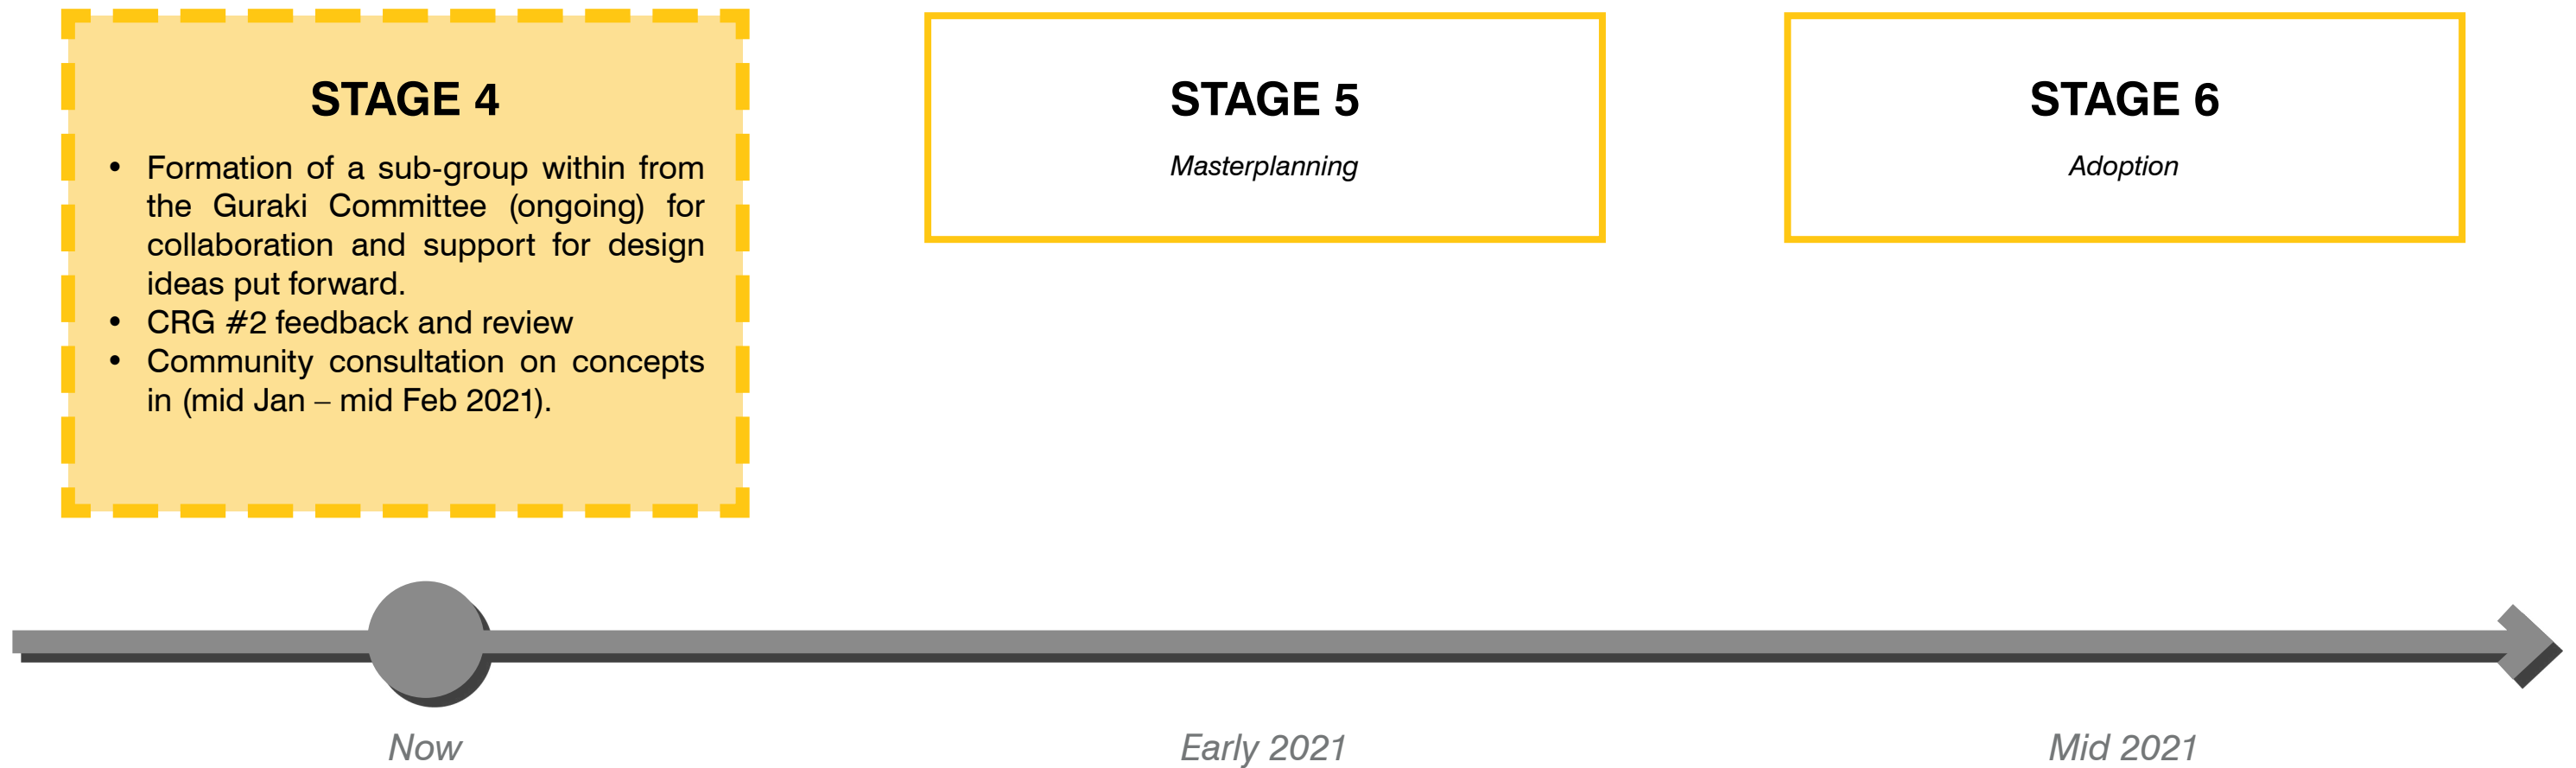 STAGE 4
• Formation of a sub-group within from
the Guraki Committee (ongoing) for
collaboration and support for design
ideas put forward.
• CRG #2 feedback and review
• Community consultation on concepts
in (mid Jan – mid Feb 2021).
STAGE 5
Masterplanning
STAGE 6
Adoption
Now
Early 2021
Mid 2021